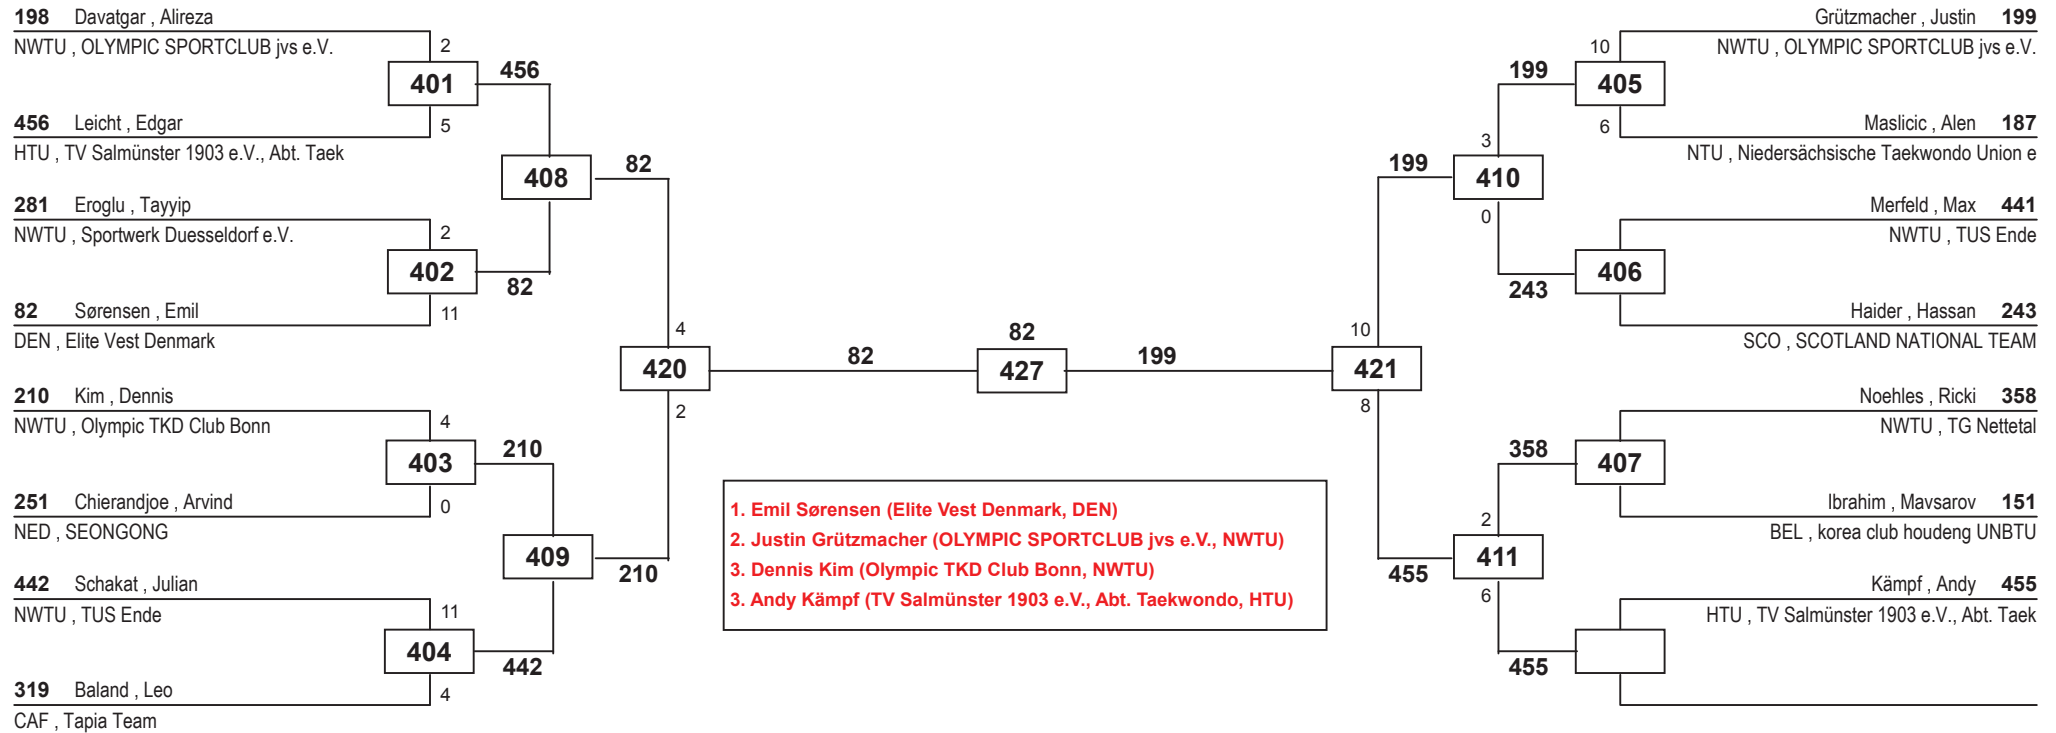 198 Davatgar , Alireza
NWTU , OLYMPIC SPORTCLUB jvs e.V.
2
401
456
5
456 Leicht , Edgar
HTU , TV Salmünster 1903 e.V., Abt. Taek
408
82
281 Eroglu , Tayyip
NWTU , Sportwerk Duesseldorf e.V.
2
402
82
11
82 Sørensen , Emil
DEN , Elite Vest Denmark
4
420
82
2
210 Kim , Dennis
NWTU , Olympic TKD Club Bonn
4
403
210
0
251 Chierandjoe , Arvind
NED , SEONGONG
409
210
442 Schakat , Julian
NWTU , TUS Ende
11
404
442
4
319 Baland , Leo
CAF , Tapia Team
82
427
199
1. Emil Sørensen (Elite Vest Denmark, DEN)
2. Justin Grützmacher (OLYMPIC SPORTCLUB jvs e.V., NWTU)
3. Dennis Kim (Olympic TKD Club Bonn, NWTU)
3. Andy Kämpf (TV Salmünster 1903 e.V., Abt. Taekwondo, HTU)
Grützmacher , Justin 199
NWTU , OLYMPIC SPORTCLUB jvs e.V.
10
199
405
6
Maslicic , Alen 187
NTU , Niedersächsische Taekwondo Union e
3
199
410
0
Merfeld , Max 441
NWTU , TUS Ende
243
406
Haider , Hassan 243
SCO , SCOTLAND NATIONAL TEAM
10
421
8
Noehles , Ricki 358
NWTU , TG Nettetal
358
407
Ibrahim , Mavsarov 151
BEL , korea club houdeng UNBTU
2
455
411
6
Kämpf , Andy 455
HTU , TV Salmünster 1903 e.V., Abt. Taek
455